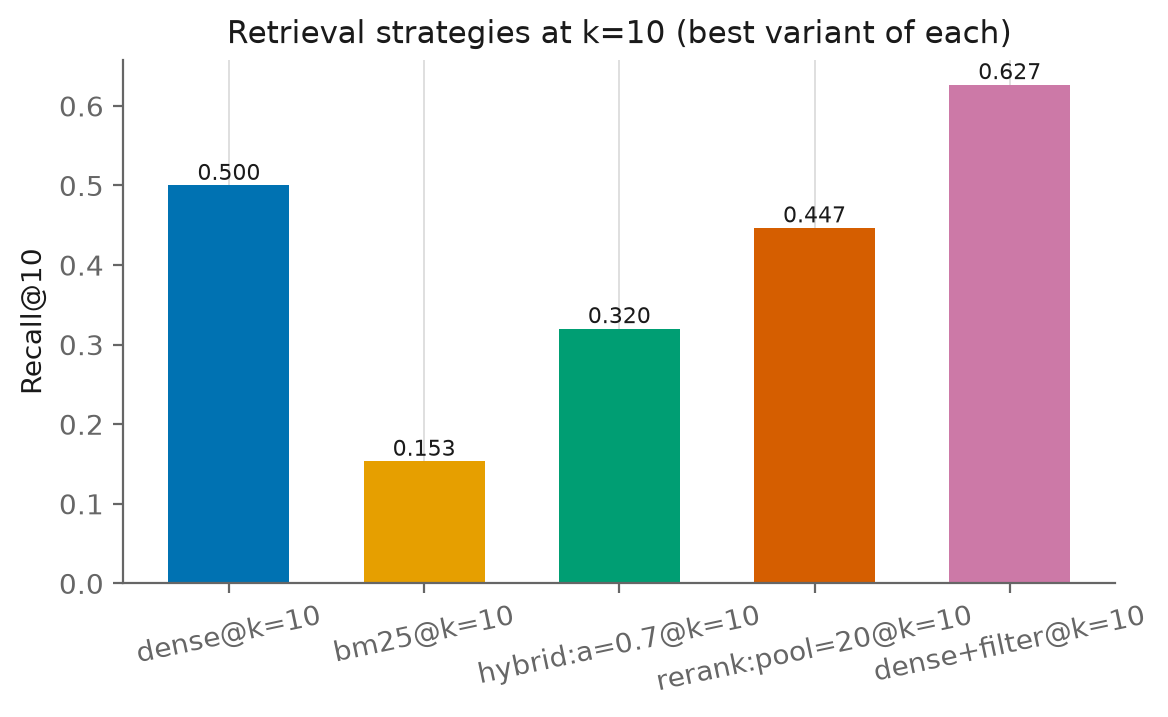 Retrieval strategies at k=10 (best variant of each)
Recall@10
0.6
0.5
0.4
0.3
0.2
0.1
0.0
0.500
0.153
0.320
0.447
0.627
dense@k=10
bm25@k=10
hybrid:a=0.7@k=10
rerank:pool=20@k=10
dense+filter@k=10